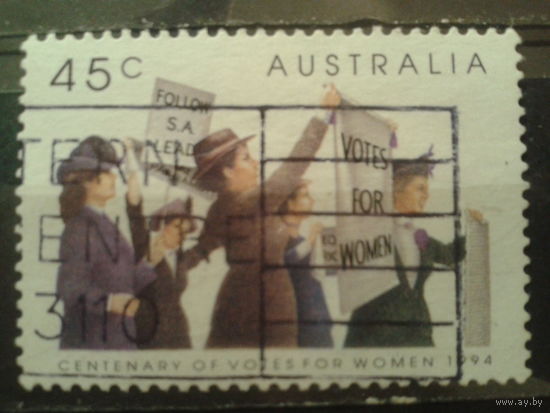 45c AUSTRALIA
FOLLOW
S.A.
LEAD
VOTES
FOR
WOMEN
3110
CENTENARY OF VOTES FOR WOMEN 1994
www.ay.by